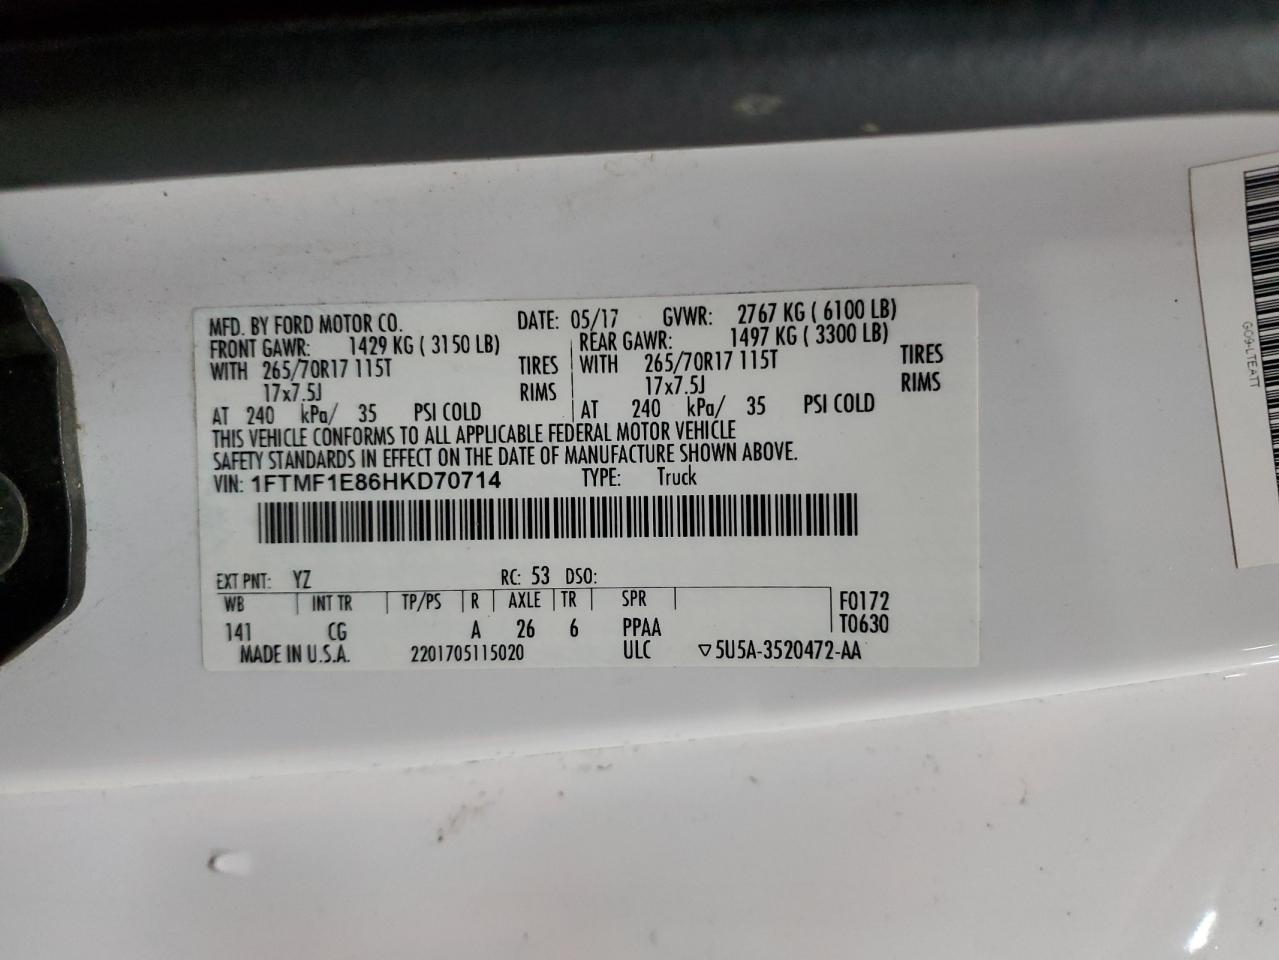 MFD. BY FORD MOTOR CO. DATE: 05/17 GVWR: 2767 KG ( 6100 LB)
FRONT GAWR: 1429 KG ( 3150 LB) REAR GAWR: 1497 KG ( 3300 LB)
WITH 265/70R17 115T TIRES WITH 265/70R17 115T TIRES
17x7.5J RIMS 17x7.5J RIMS
AT 240 kPa/ 35 PSI COLD AT 240 kPa/ 35 PSI COLD
THIS VEHICLE CONFORMS TO ALL APPLICABLE FEDERAL MOTOR VEHICLE
SAFETY STANDARDS IN EFFECT ON THE DATE OF MANUFACTURE SHOWN ABOVE.
VIN: 1FTMF1E86HKD70714 TYPE: Truck
EXT PNT: YZ RC: 53 DSO:
WB INT TR TP/PS R AXLE TR SPR F0172
141 CG A 26 6 PPAA T0630
MADE IN U.S.A. 2201705115020 ULC ▽5U5A-3520472-AA
GC09-LTEATT